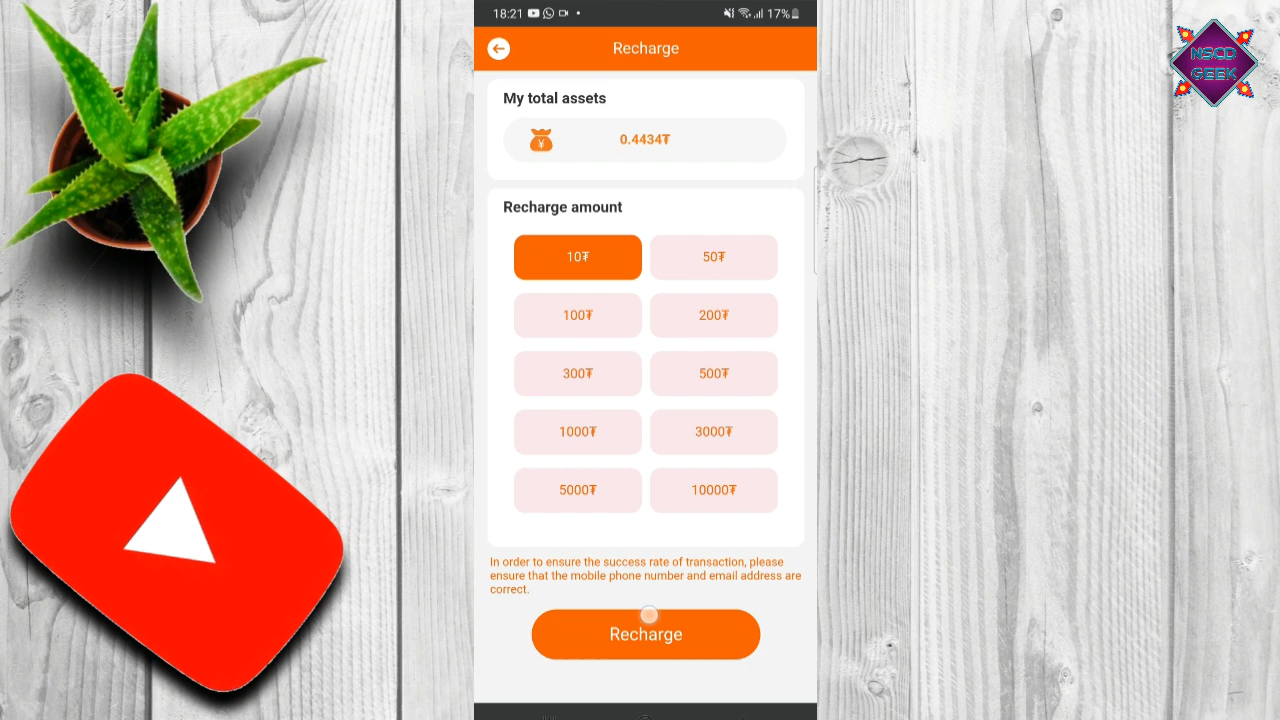 18:21
17%
Recharge
NSCD
GEEK
My total assets
¥
0.4434₮
Recharge amount
10₮
50₮
100₮
200₮
300₮
500₮
1000₮
3000₮
5000₮
10000₮
In order to ensure the success rate of transaction, please
ensure that the mobile phone number and email address are
correct.
Recharge